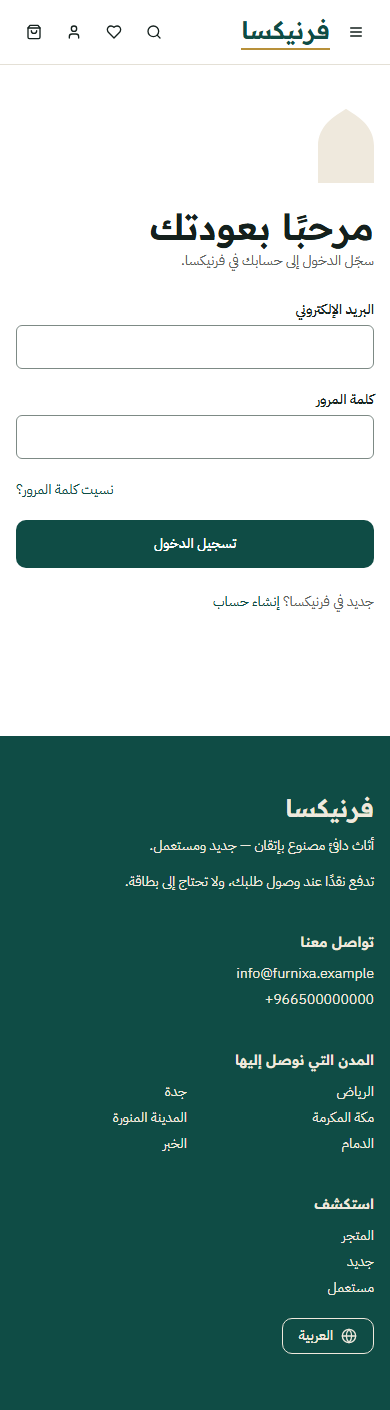 فرنيكسا
مرحبًا بعودتك
سجّل الدخول إلى حسابك في فرنيكسا.
البريد الإلكتروني
كلمة المرور
نسيت كلمة المرور؟
تسجيل الدخول
جديد في فرنيكسا؟ إنشاء حساب
فرنيكسا
أثاث دافئ مصنوع بإتقان — جديد ومستعمل.
تدفع نقدًا عند وصول طلبك، ولا تحتاج إلى بطاقة.
تواصل معنا
info@furnixa.example
+966500000000
المدن التي نوصل إليها
الرياض جدة
مكة المكرمة المدينة المنورة
الدمام الخبر
استكشف
المتجر
جديد
مستعمل
العربية